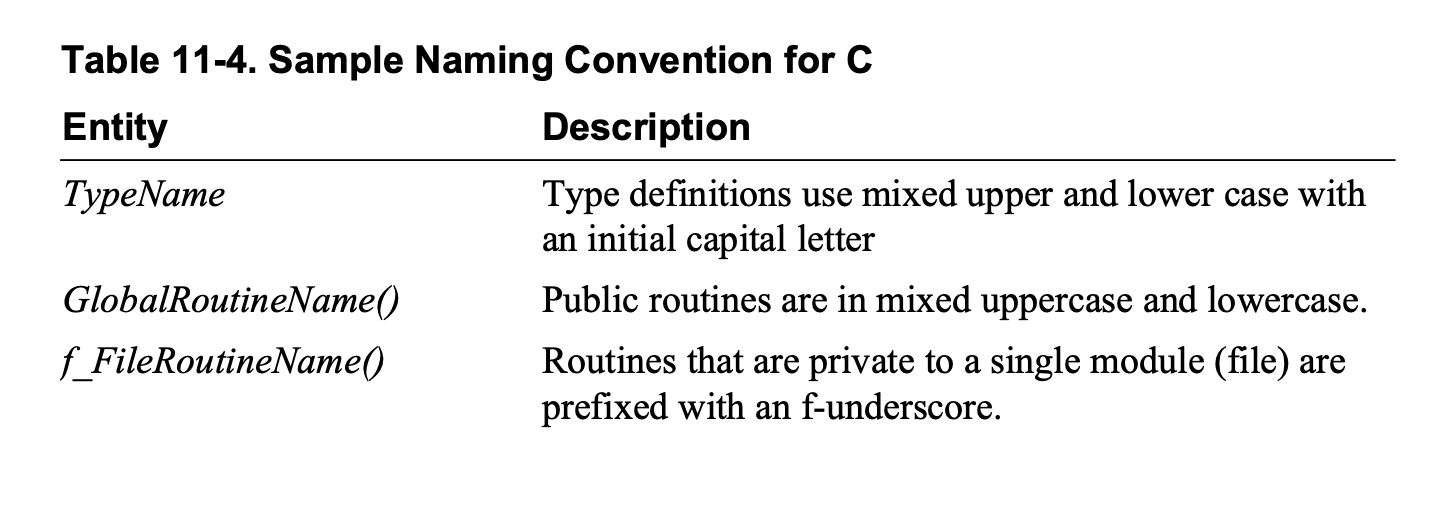 Table 11-4. Sample Naming Convention for C
Entity Description
TypeName Type definitions use mixed upper and lower case with
an initial capital letter
GlobalRoutineName() Public routines are in mixed uppercase and lowercase.
f_FileRoutineName() Routines that are private to a single module (file) are
prefixed with an f-underscore.